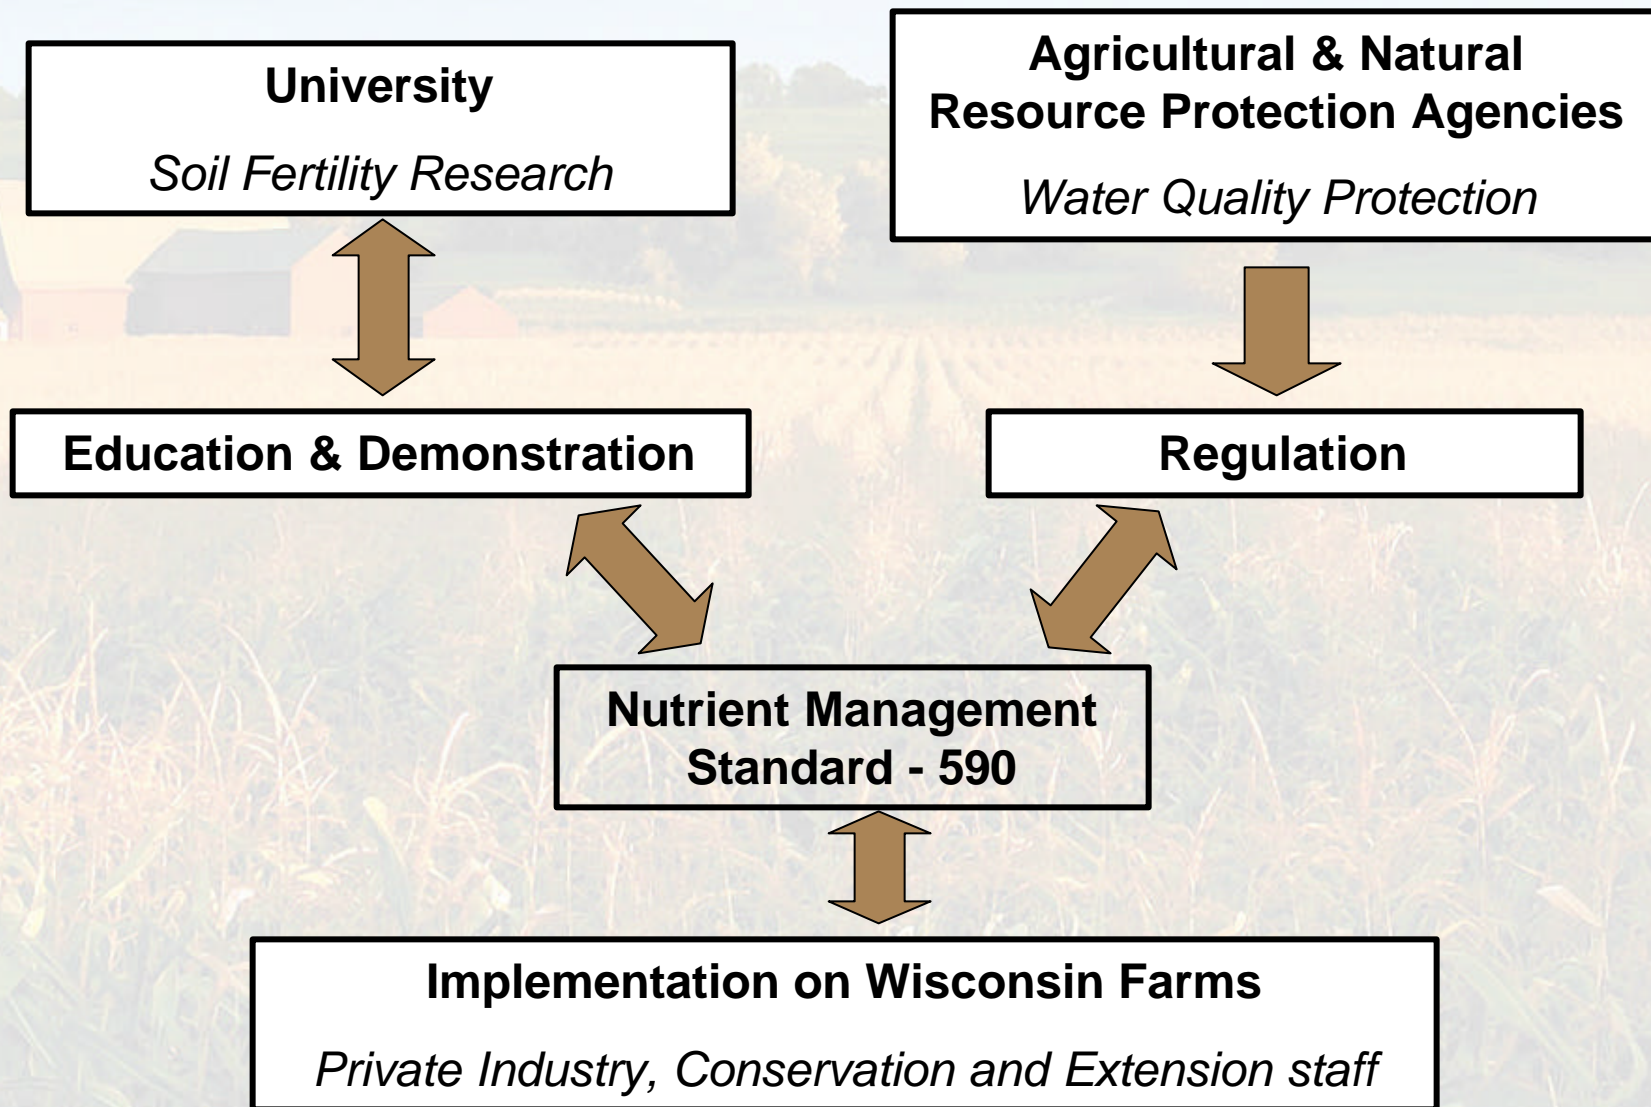 University
Soil Fertility Research
Agricultural & Natural
Resource Protection Agencies
Water Quality Protection
Education & Demonstration
Regulation
Nutrient Management
Standard - 590
Implementation on Wisconsin Farms
Private Industry, Conservation and Extension staff